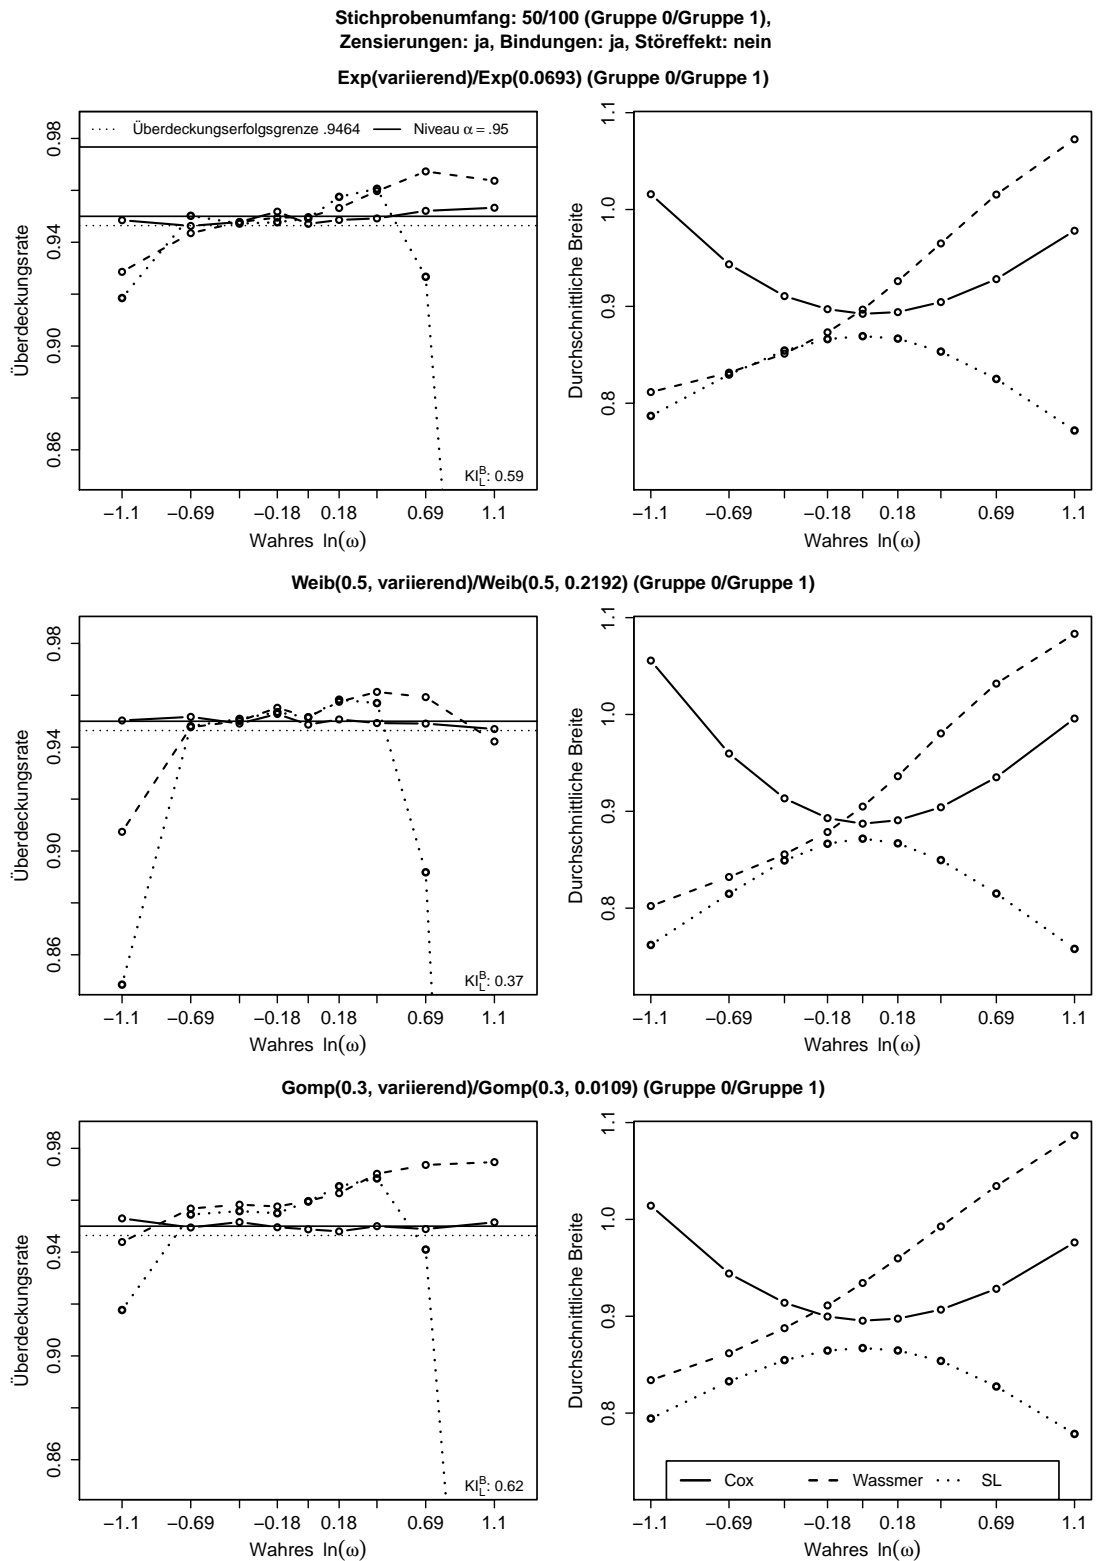 Stichprobenumfang: 50/100 (Gruppe 0/Gruppe 1),
Zensierungen: ja, Bindungen: ja, Störeffekt: nein
Exp(variierend)/Exp(0.0693) (Gruppe 0/Gruppe 1)
Überdeckungserfolgsgrenze .9464 Niveau α = .95
Überdeckungsrate
0.98
0.94
0.90
0.86
KI_L^B: 0.59
−1.1 −0.69 −0.18 0.18 0.69 1.1
Wahres ln(ω)
Durchschnittliche Breite
1.1
1.0
0.9
0.8
−1.1 −0.69 −0.18 0.18 0.69 1.1
Wahres ln(ω)
Weib(0.5, variierend)/Weib(0.5, 0.2192) (Gruppe 0/Gruppe 1)
Überdeckungsrate
0.98
0.94
0.90
0.86
KI_L^B: 0.37
−1.1 −0.69 −0.18 0.18 0.69 1.1
Wahres ln(ω)
Durchschnittliche Breite
1.1
1.0
0.9
0.8
−1.1 −0.69 −0.18 0.18 0.69 1.1
Wahres ln(ω)
Gomp(0.3, variierend)/Gomp(0.3, 0.0109) (Gruppe 0/Gruppe 1)
Überdeckungsrate
0.98
0.94
0.90
0.86
KI_L^B: 0.62
−1.1 −0.69 −0.18 0.18 0.69 1.1
Wahres ln(ω)
Durchschnittliche Breite
1.1
1.0
0.9
0.8
Cox Wassmer SL
−1.1 −0.69 −0.18 0.18 0.69 1.1
Wahres ln(ω)